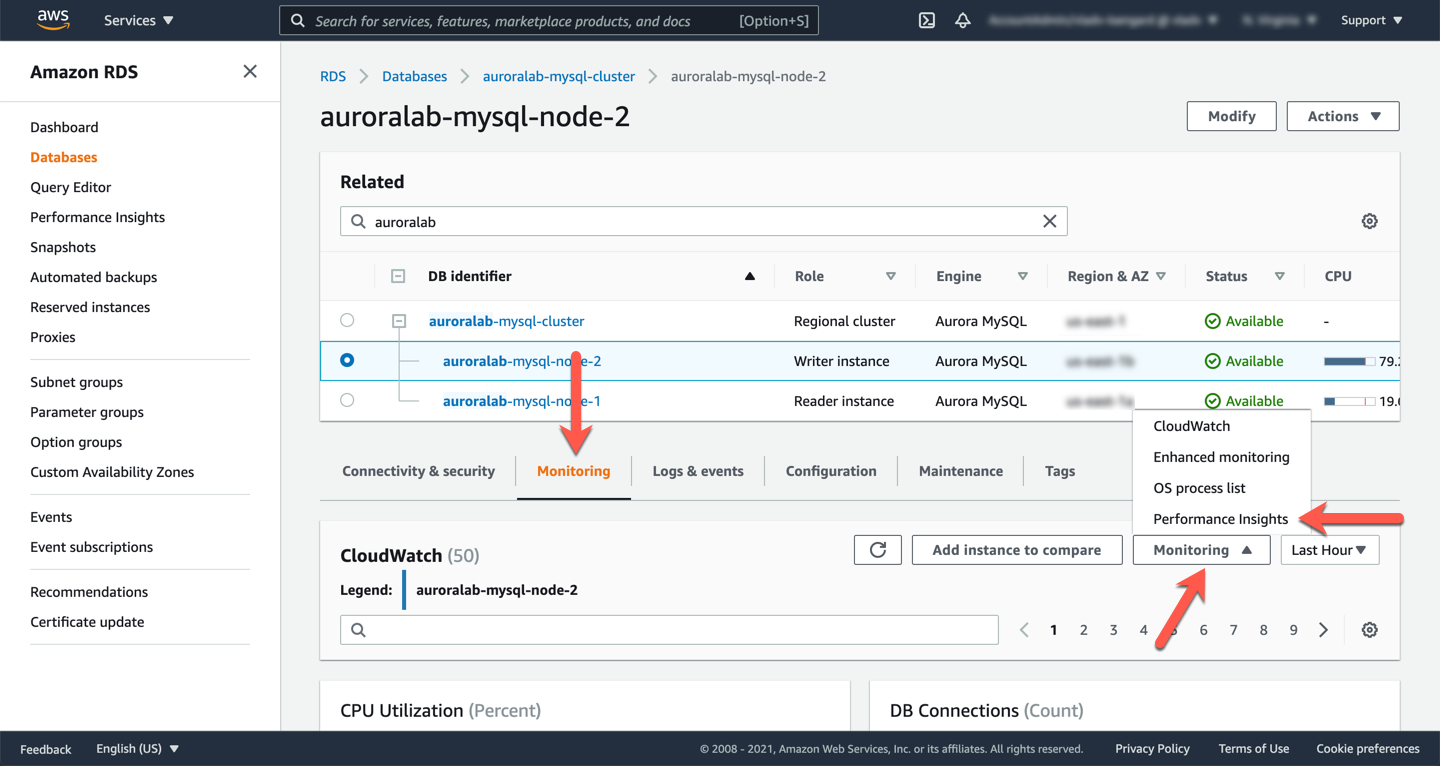 aws Services Search for services, features, marketplace products, and docs [Option+S] Support
Amazon RDS
Dashboard
Databases
Query Editor
Performance Insights
Snapshots
Automated backups
Reserved instances
Proxies
Subnet groups
Parameter groups
Option groups
Custom Availability Zones
Events
Event subscriptions
Recommendations
Certificate update
RDS Databases auroralab-mysql-cluster auroralab-mysql-node-2
auroralab-mysql-node-2 Modify Actions
Related
auroralab
DB identifier Role Engine Region & AZ Status CPU
auroralab-mysql-cluster Regional cluster Aurora MySQL Available -
auroralab-mysql-node-2 Writer instance Aurora MySQL Available 79.2
auroralab-mysql-node-1 Reader instance Aurora MySQL Available 19.6
CloudWatch
Enhanced monitoring
OS process list
Performance Insights
Connectivity & security Monitoring Logs & events Configuration Maintenance Tags
CloudWatch (50) Add instance to compare Monitoring Last Hour
Legend: auroralab-mysql-node-2
1 2 3 4 5 6 7 8 9
CPU Utilization (Percent) DB Connections (Count)
Feedback English (US) © 2008 - 2021, Amazon Web Services, Inc. or its affiliates. All rights reserved. Privacy Policy Terms of Use Cookie preferences